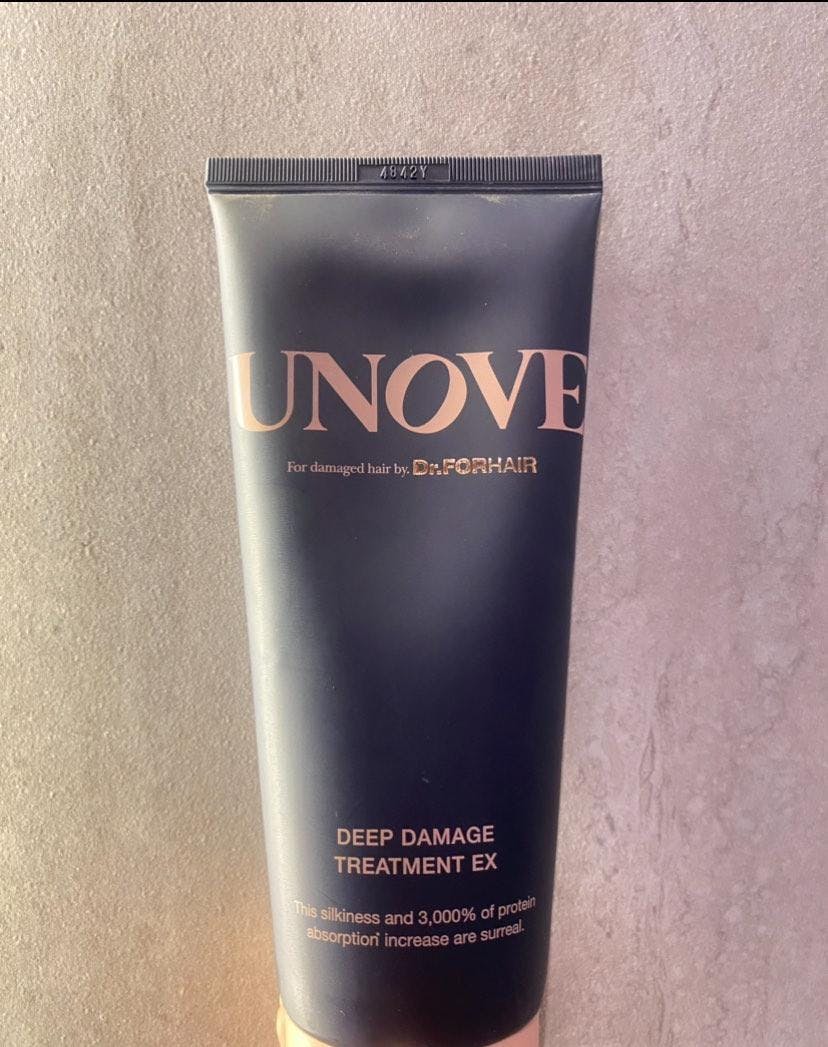 4842Y
UNOVE
For damaged hair by. Dr.FORHAIR
DEEP DAMAGE
TREATMENT EX
This silkiness and 3,000% of protein
absorption* increase are surreal.